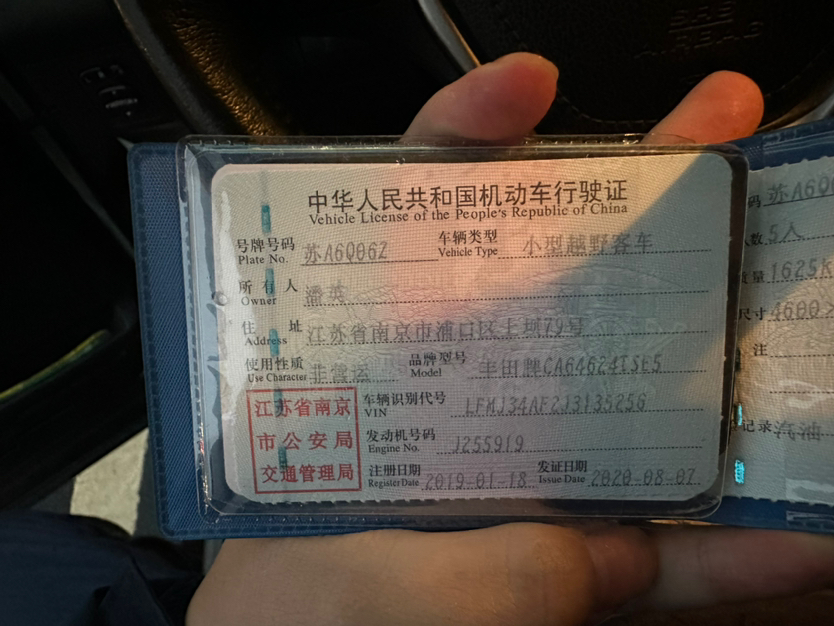 中华人民共和国机动车行驶证
Vehicle License of the People's Republic of China
号牌号码 苏A6Q062 车辆类型 小型越野客车
Plate No. Vehicle Type
所有人 潘英
Owner
住址 江苏省南京市浦口区上坝79号
Address
使用性质 非营运 品牌型号 丰田牌CA64624TSE5
Use Character Model
江苏省南京
市公安局
交通管理局
车辆识别代号 LFMJ34AF2J3135256
VIN
发动机号码 J255919
Engine No.
注册日期 2019-01-18 发证日期 2020-08-07
Register Date Issue Date
码 苏A6Q0
数 5人
量 1625k
尺寸 4600
注
记录 汽油